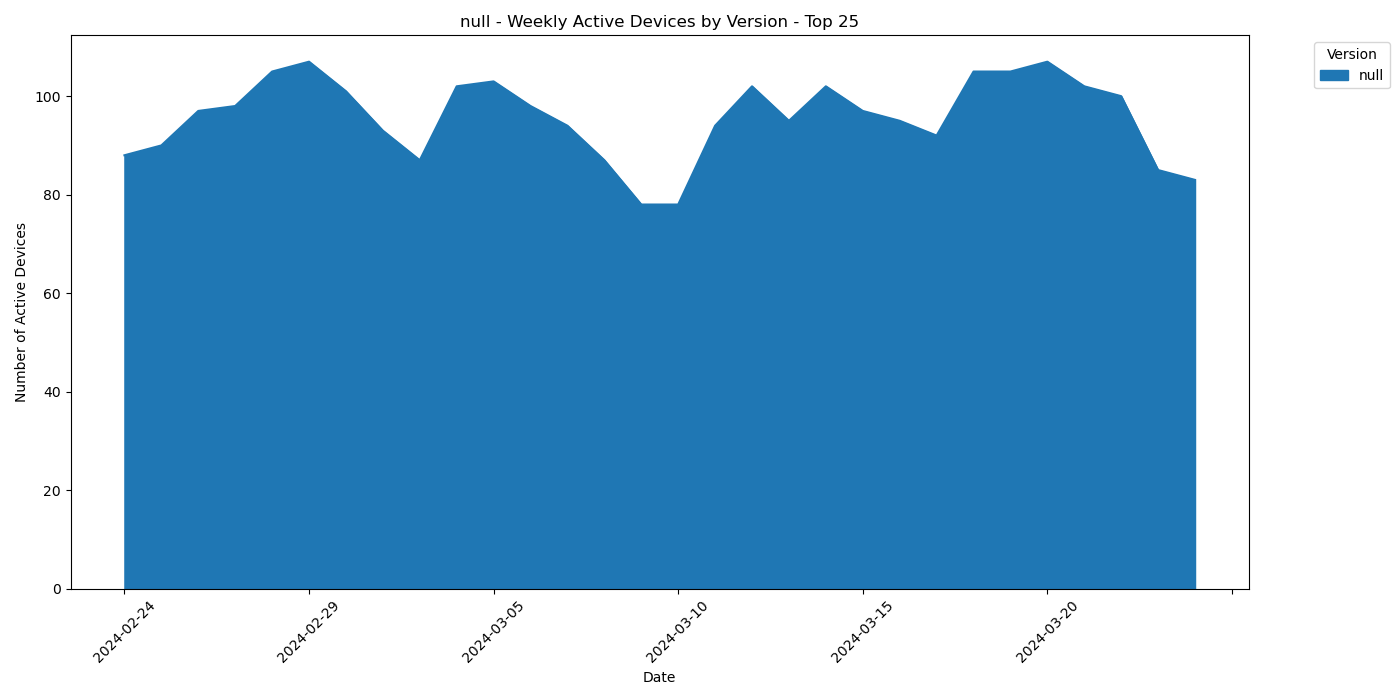 null - Weekly Active Devices by Version - Top 25
Version
null
Number of Active Devices
100
80
60
40
20
0
2024-02-24
2024-02-29
2024-03-05
2024-03-10
2024-03-15
2024-03-20
Date